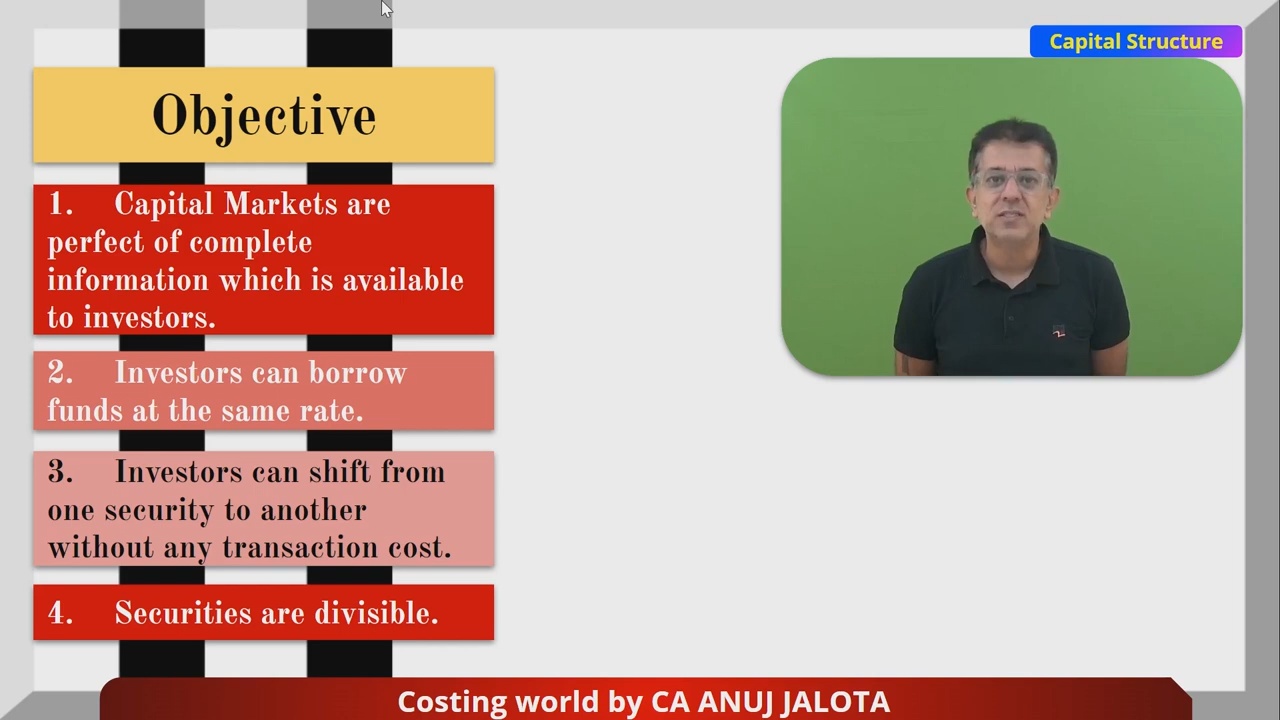 Capital Structure
Objective
1. Capital Markets are
perfect of complete
information which is available
to investors.
2. Investors can borrow
funds at the same rate.
3. Investors can shift from
one security to another
without any transaction cost.
4. Securities are divisible.
Costing world by CA ANUJ JALOTA